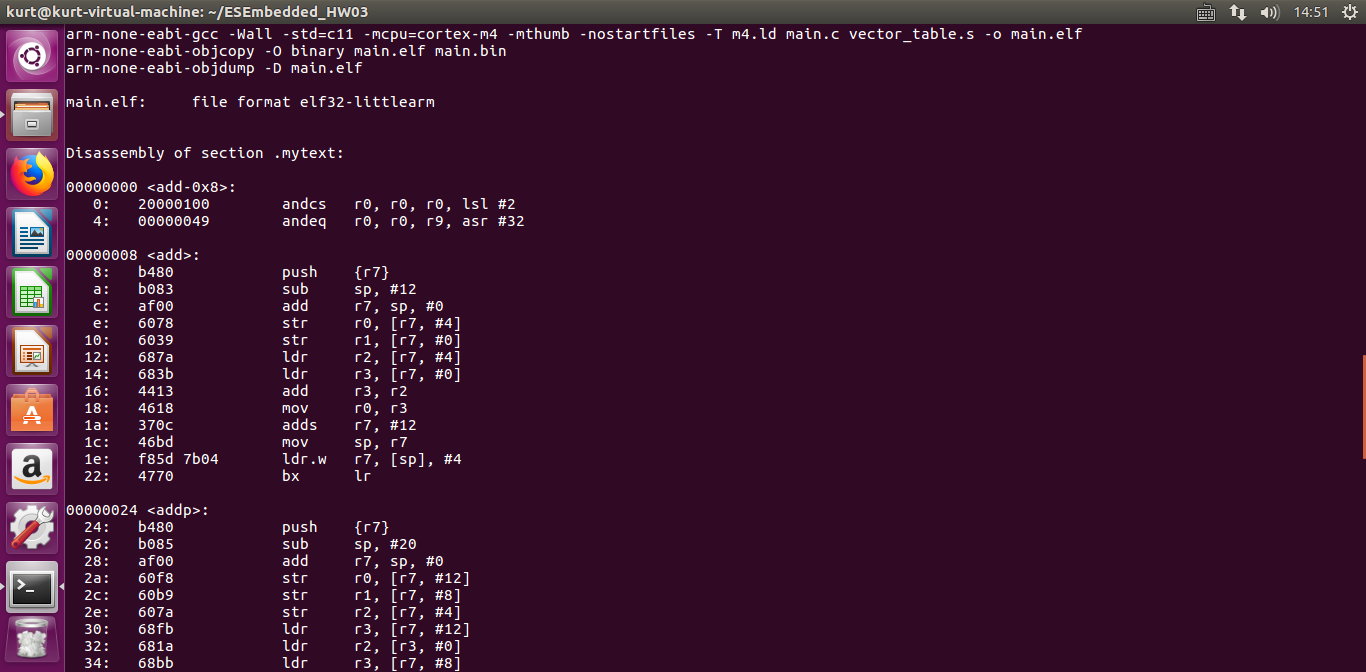 kurt@kurt-virtual-machine: ~/ESEmbedded_HW03 14:51
arm-none-eabi-gcc -Wall -std=c11 -mcpu=cortex-m4 -mthumb -nostartfiles -T m4.ld main.c vector_table.s -o main.elf
arm-none-eabi-objcopy -O binary main.elf main.bin
arm-none-eabi-objdump -D main.elf
main.elf:     file format elf32-littlearm
Disassembly of section .mytext:
00000000 <add-0x8>:
   0:   20000100        andcs   r0, r0, r0, lsl #2
   4:   00000049        andeq   r0, r0, r9, asr #32
00000008 <add>:
   8:   b480            push    {r7}
   a:   b083            sub     sp, #12
   c:   af00            add     r7, sp, #0
   e:   6078            str     r0, [r7, #4]
  10:   6039            str     r1, [r7, #0]
  12:   687a            ldr     r2, [r7, #4]
  14:   683b            ldr     r3, [r7, #0]
  16:   4413            add     r3, r2
  18:   4618            mov     r0, r3
  1a:   370c            adds    r7, #12
  1c:   46bd            mov     sp, r7
  1e:   f85d 7b04       ldr.w   r7, [sp], #4
  22:   4770            bx      lr
00000024 <addp>:
  24:   b480            push    {r7}
  26:   b085            sub     sp, #20
  28:   af00            add     r7, sp, #0
  2a:   60f8            str     r0, [r7, #12]
  2c:   60b9            str     r1, [r7, #8]
  2e:   607a            str     r2, [r7, #4]
  30:   68fb            ldr     r3, [r7, #12]
  32:   681a            ldr     r2, [r3, #0]
  34:   68bb            ldr     r3, [r7, #8]